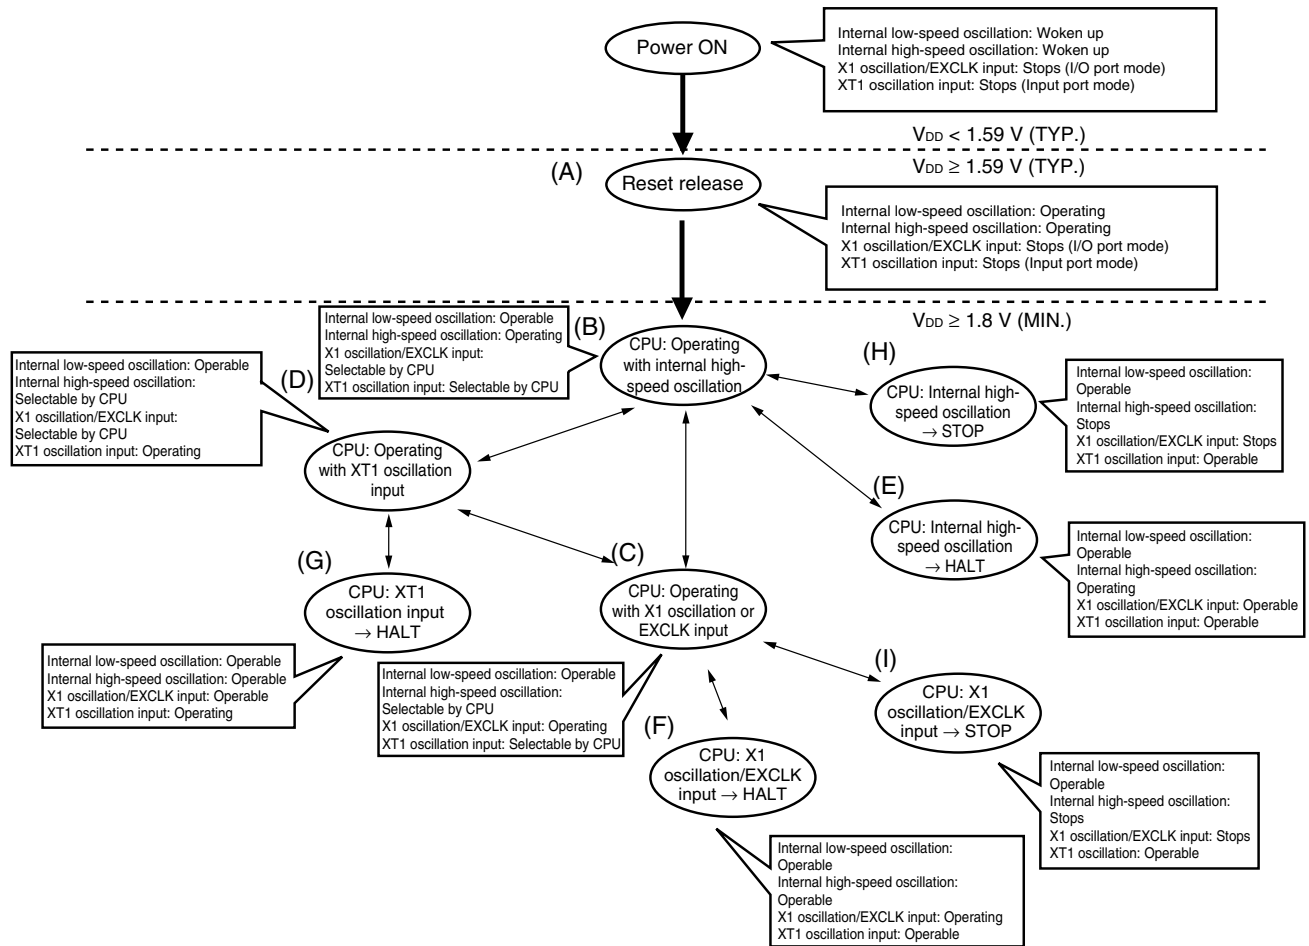 Power ON
Internal low-speed oscillation: Woken up
Internal high-speed oscillation: Woken up
X1 oscillation/EXCLK input: Stops (I/O port mode)
XT1 oscillation input: Stops (Input port mode)
VDD < 1.59 V (TYP.)
VDD ≥ 1.59 V (TYP.)
(A)
Reset release
Internal low-speed oscillation: Operating
Internal high-speed oscillation: Operating
X1 oscillation/EXCLK input: Stops (I/O port mode)
XT1 oscillation input: Stops (Input port mode)
VDD ≥ 1.8 V (MIN.)
Internal low-speed oscillation: Operable
Internal high-speed oscillation: Operating
X1 oscillation/EXCLK input:
Selectable by CPU
XT1 oscillation input: Selectable by CPU
(B)
CPU: Operating
with internal high-
speed oscillation
Internal low-speed oscillation: Operable
Internal high-speed oscillation:
Selectable by CPU
X1 oscillation/EXCLK input:
Selectable by CPU
XT1 oscillation input: Operating
(D)
CPU: Operating
with XT1 oscillation
input
(H)
CPU: Internal high-
speed oscillation
→ STOP
Internal low-speed oscillation:
Operable
Internal high-speed oscillation:
Stops
X1 oscillation/EXCLK input: Stops
XT1 oscillation input: Operable
(E)
CPU: Internal high-
speed oscillation
→ HALT
Internal low-speed oscillation:
Operable
Internal high-speed oscillation:
Operating
X1 oscillation/EXCLK input: Operable
XT1 oscillation input: Operable
(G)
CPU: XT1
oscillation input
→ HALT
Internal low-speed oscillation: Operable
Internal high-speed oscillation: Operable
X1 oscillation/EXCLK input: Operable
XT1 oscillation input: Operating
(C)
CPU: Operating
with X1 oscillation or
EXCLK input
Internal low-speed oscillation: Operable
Internal high-speed oscillation:
Selectable by CPU
X1 oscillation/EXCLK input: Operating
XT1 oscillation input: Selectable by CPU
(I)
CPU: X1
oscillation/EXCLK
input → STOP
Internal low-speed oscillation:
Operable
Internal high-speed oscillation:
Stops
X1 oscillation/EXCLK input: Stops
XT1 oscillation: Operable
(F)
CPU: X1
oscillation/EXCLK
input → HALT
Internal low-speed oscillation:
Operable
Internal high-speed oscillation:
Operable
X1 oscillation/EXCLK input: Operating
XT1 oscillation input: Operable